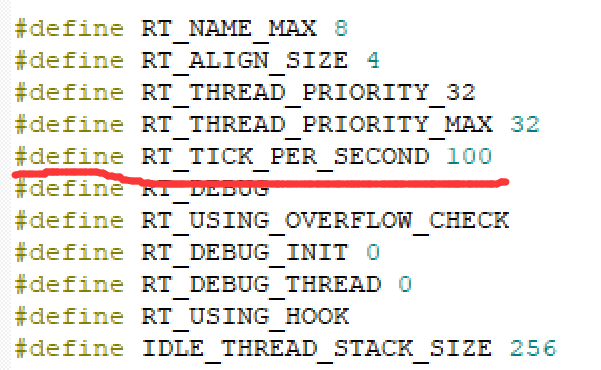 #define RT_NAME_MAX 8
#define RT_ALIGN_SIZE 4
#define RT_THREAD_PRIORITY_32
#define RT_THREAD_PRIORITY_MAX 32
#define RT_TICK_PER_SECOND 100
#define RT_DEBUG
#define RT_USING_OVERFLOW_CHECK
#define RT_DEBUG_INIT 0
#define RT_DEBUG_THREAD 0
#define RT_USING_HOOK
#define IDLE_THREAD_STACK_SIZE 256